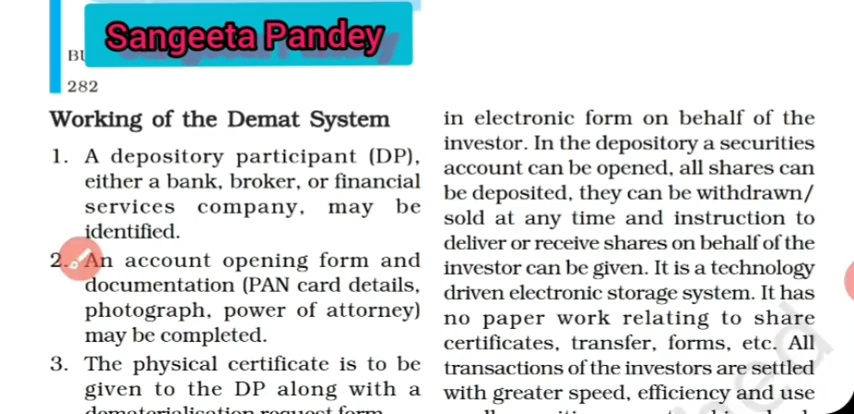 Sangeeta Pandey
BU
282
Working of the Demat System
1. A depository participant (DP),
either a bank, broker, or financial
services company, may be
identified.
2. An account opening form and
documentation (PAN card details,
photograph, power of attorney)
may be completed.
3. The physical certificate is to be
given to the DP along with a
dematerialisation request form
in electronic form on behalf of the
investor. In the depository a securities
account can be opened, all shares can
be deposited, they can be withdrawn/
sold at any time and instruction to
deliver or receive shares on behalf of the
investor can be given. It is a technology
driven electronic storage system. It has
no paper work relating to share
certificates, transfer, forms, etc. All
transactions of the investors are settled
with greater speed, efficiency and use